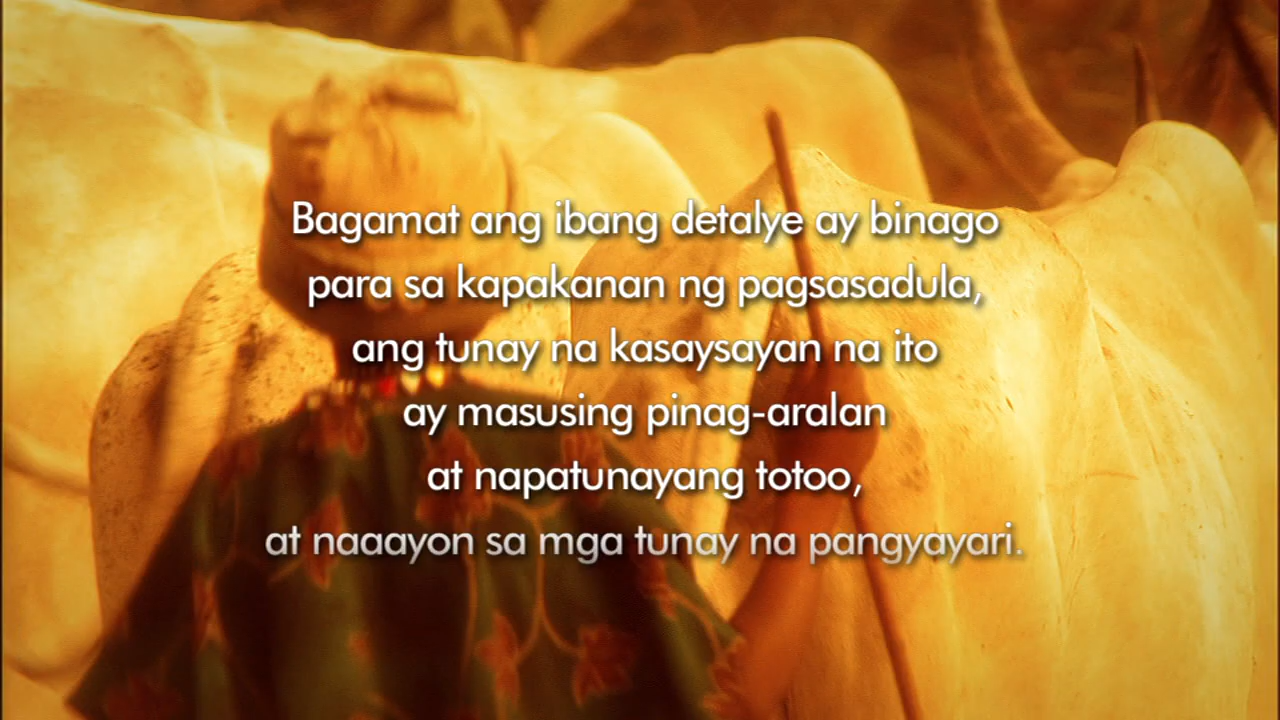 Bagamat ang ibang detalye ay binago
para sa kapakanan ng pagsasadula,
ang tunay na kasaysayan na ito
ay masusing pinag-aralan
at napatunayang totoo,
at naaayon sa mga tunay na pangyayari.